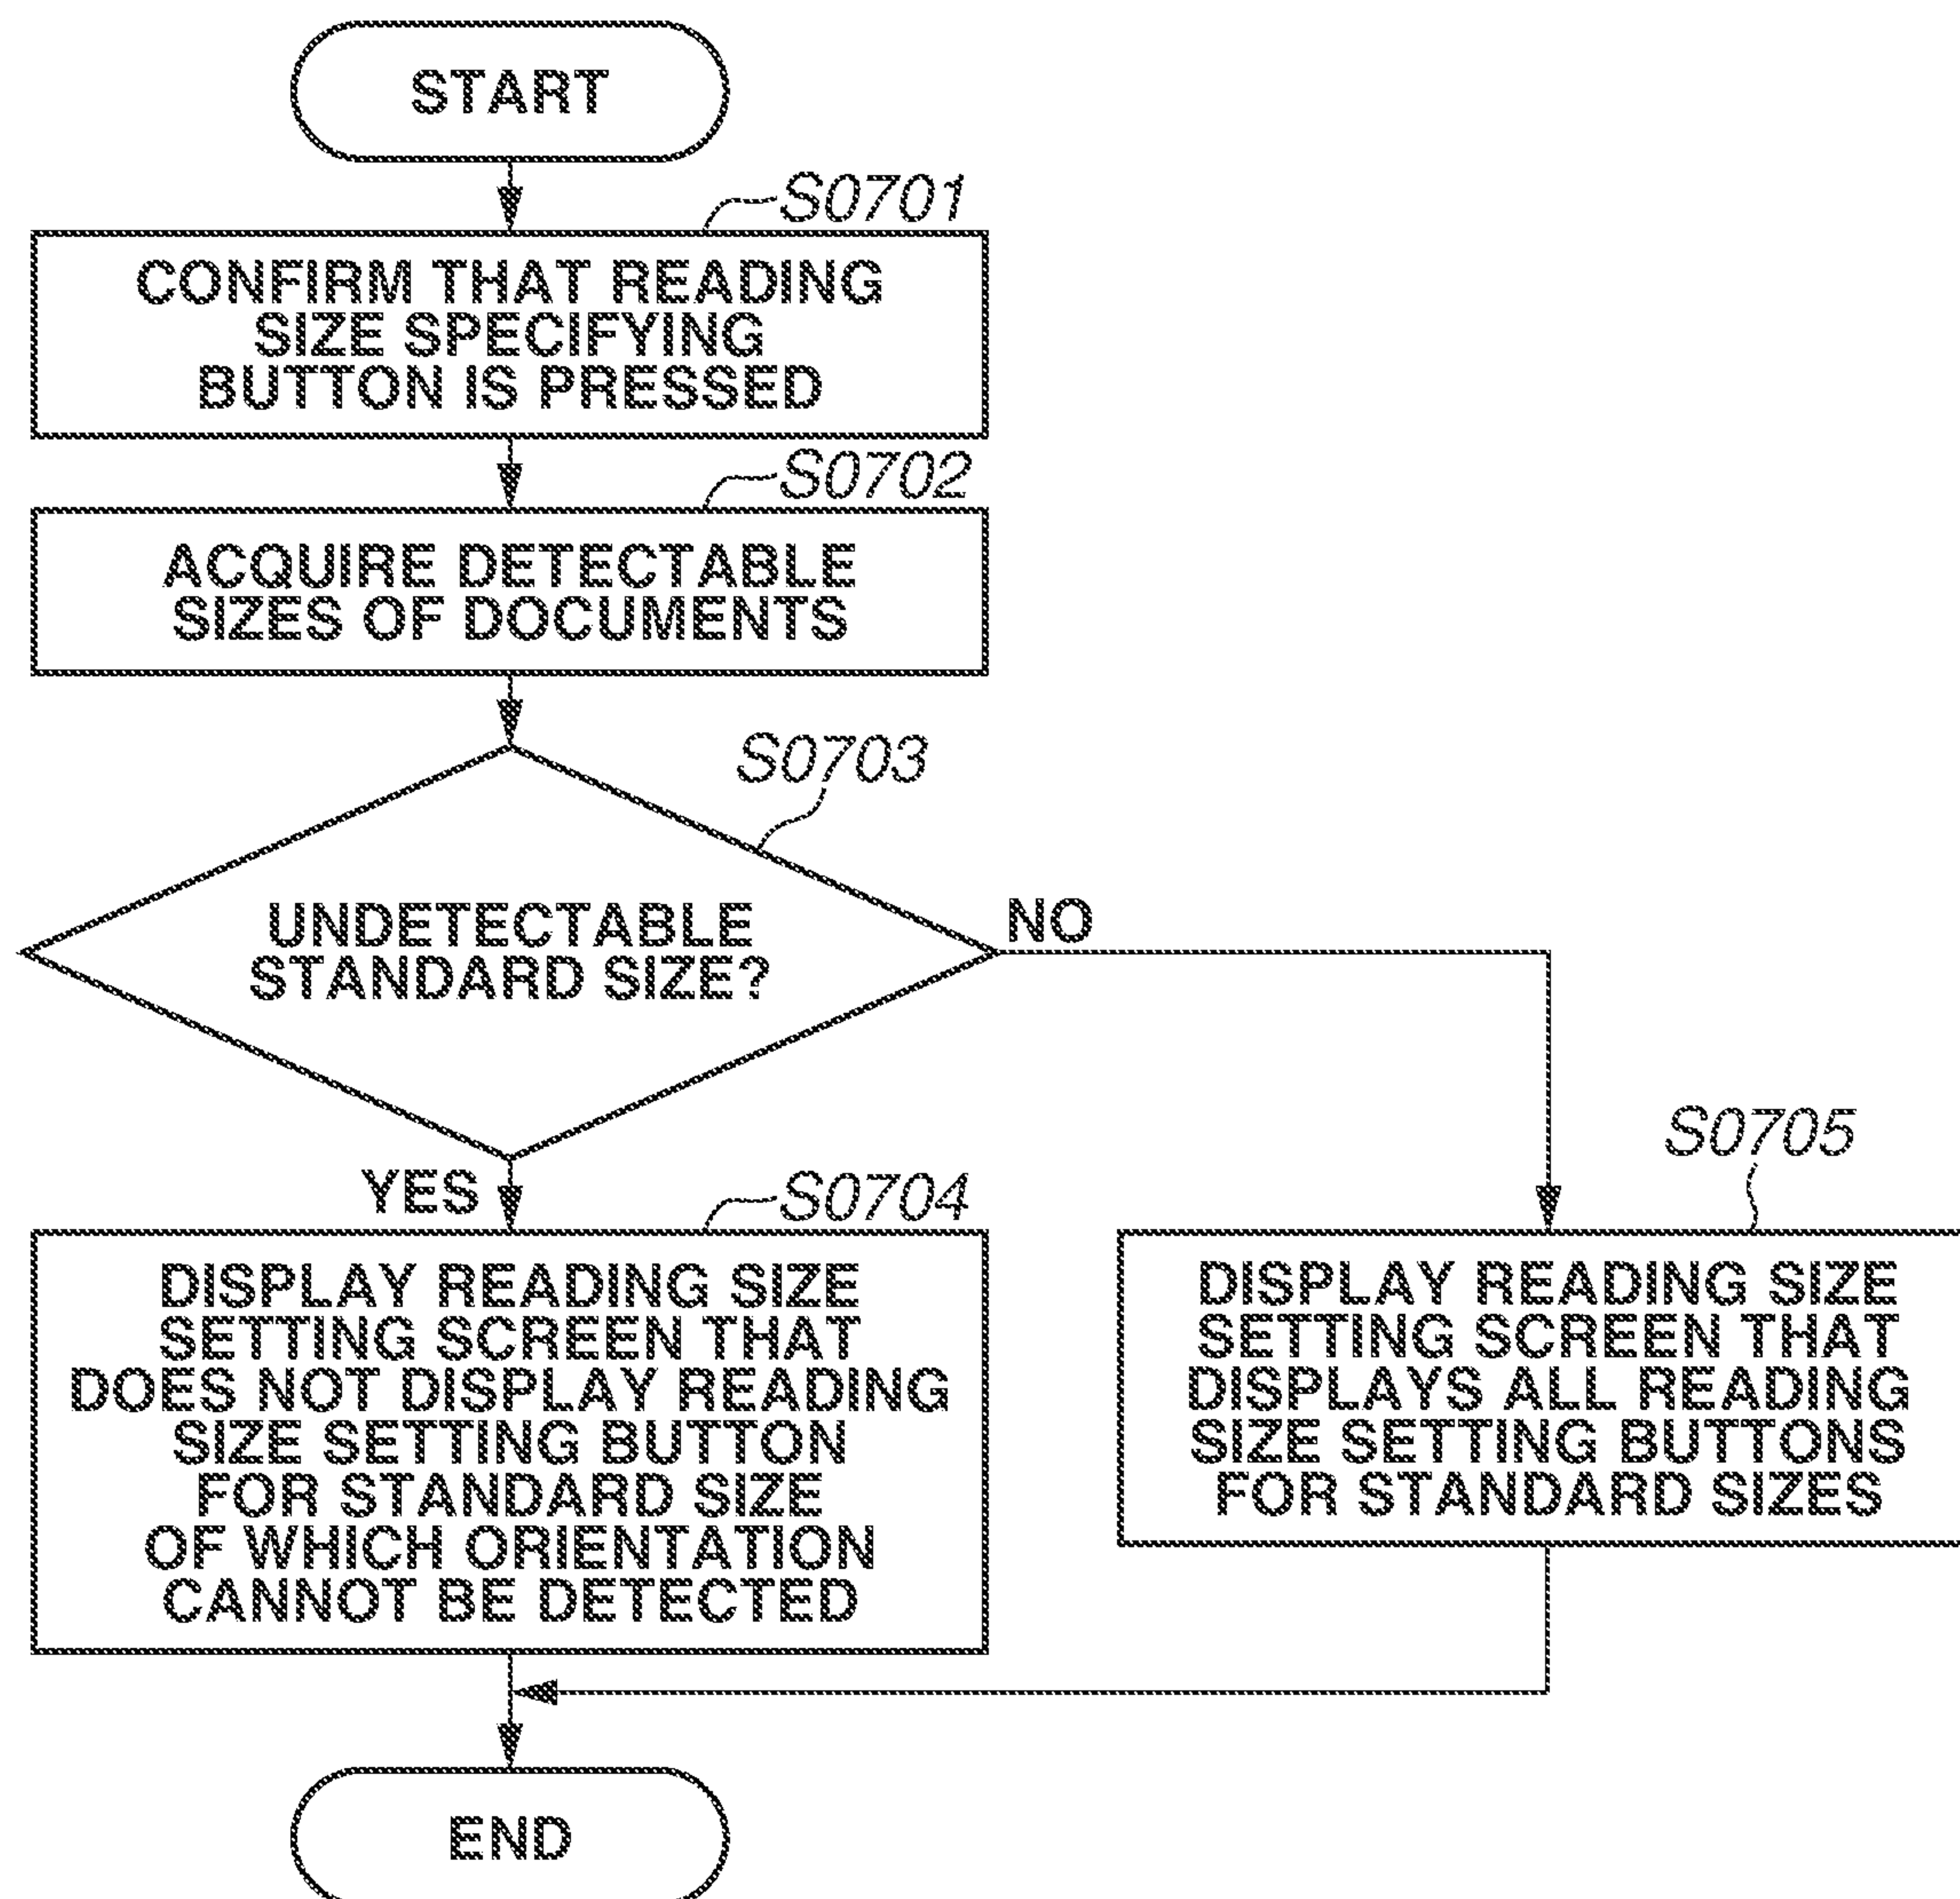 START
S0701
CONFIRM THAT READING
SIZE SPECIFYING
BUTTON IS PRESSED
S0702
ACQUIRE DETECTABLE
SIZES OF DOCUMENTS
S0703
UNDETECTABLE
STANDARD SIZE?
NO
YES
S0704
DISPLAY READING SIZE
SETTING SCREEN THAT
DOES NOT DISPLAY READING
SIZE SETTING BUTTON
FOR STANDARD SIZE
OF WHICH ORIENTATION
CANNOT BE DETECTED
S0705
DISPLAY READING SIZE
SETTING SCREEN THAT
DISPLAYS ALL READING
SIZE SETTING BUTTONS
FOR STANDARD SIZES
END